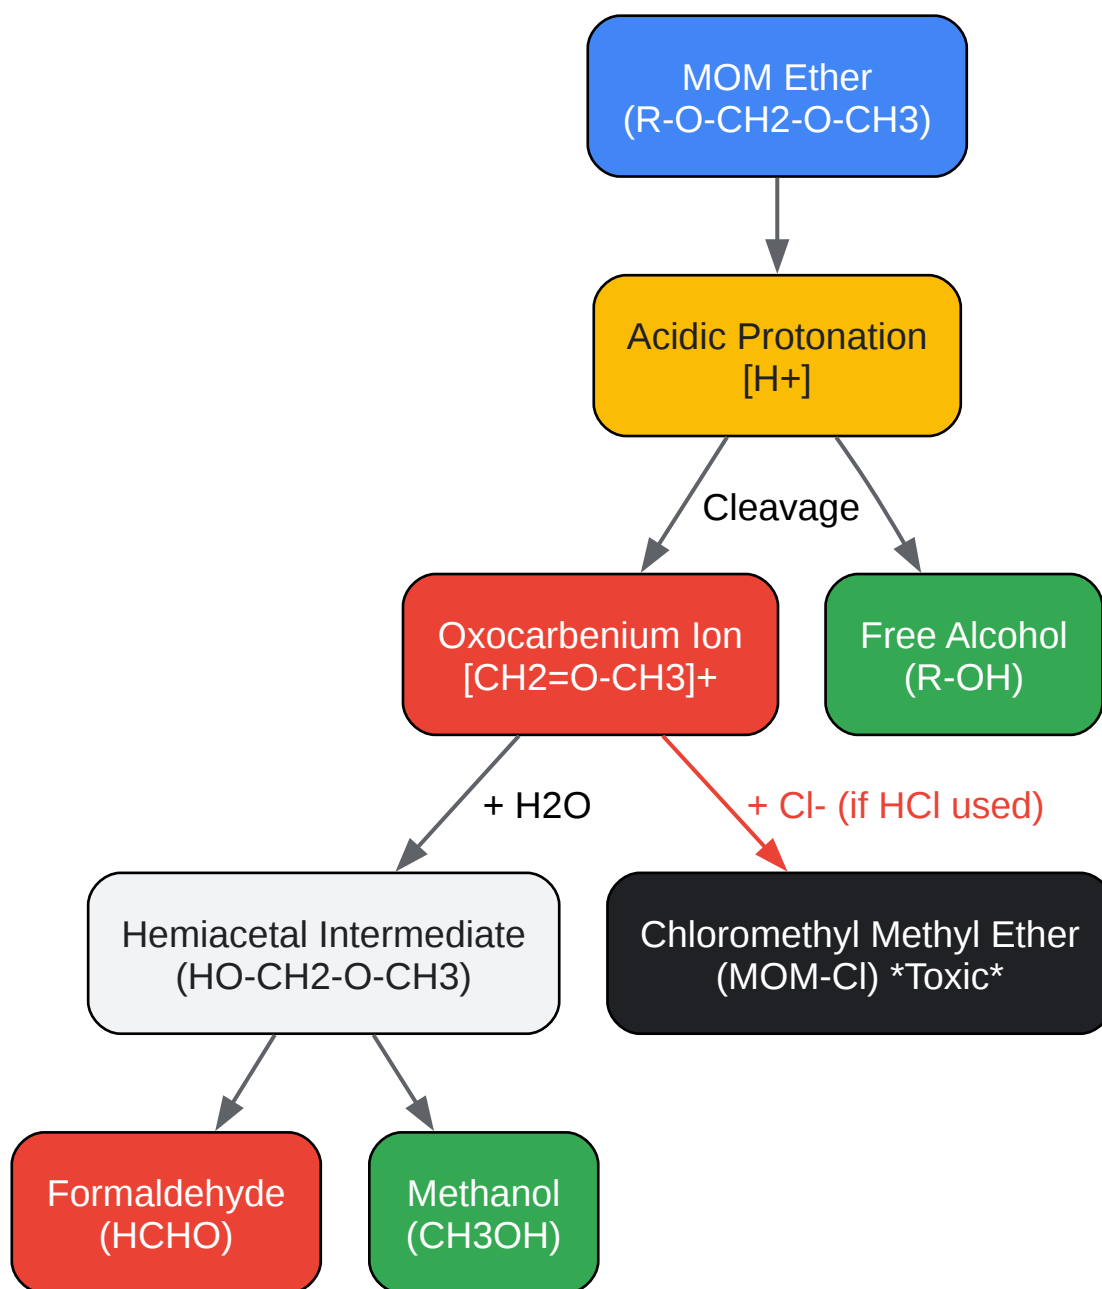 MOM Ether
(R-O-CH2-O-CH3)
Acidic Protonation
[H+]
Cleavage
Oxocarbenium Ion
[CH2=O-CH3]+
Free Alcohol
(R-OH)
+ H2O
+ Cl- (if HCl used)
Hemiacetal Intermediate
(HO-CH2-O-CH3)
Chloromethyl Methyl Ether
(MOM-Cl) *Toxic*
Formaldehyde
(HCHO)
Methanol
(CH3OH)